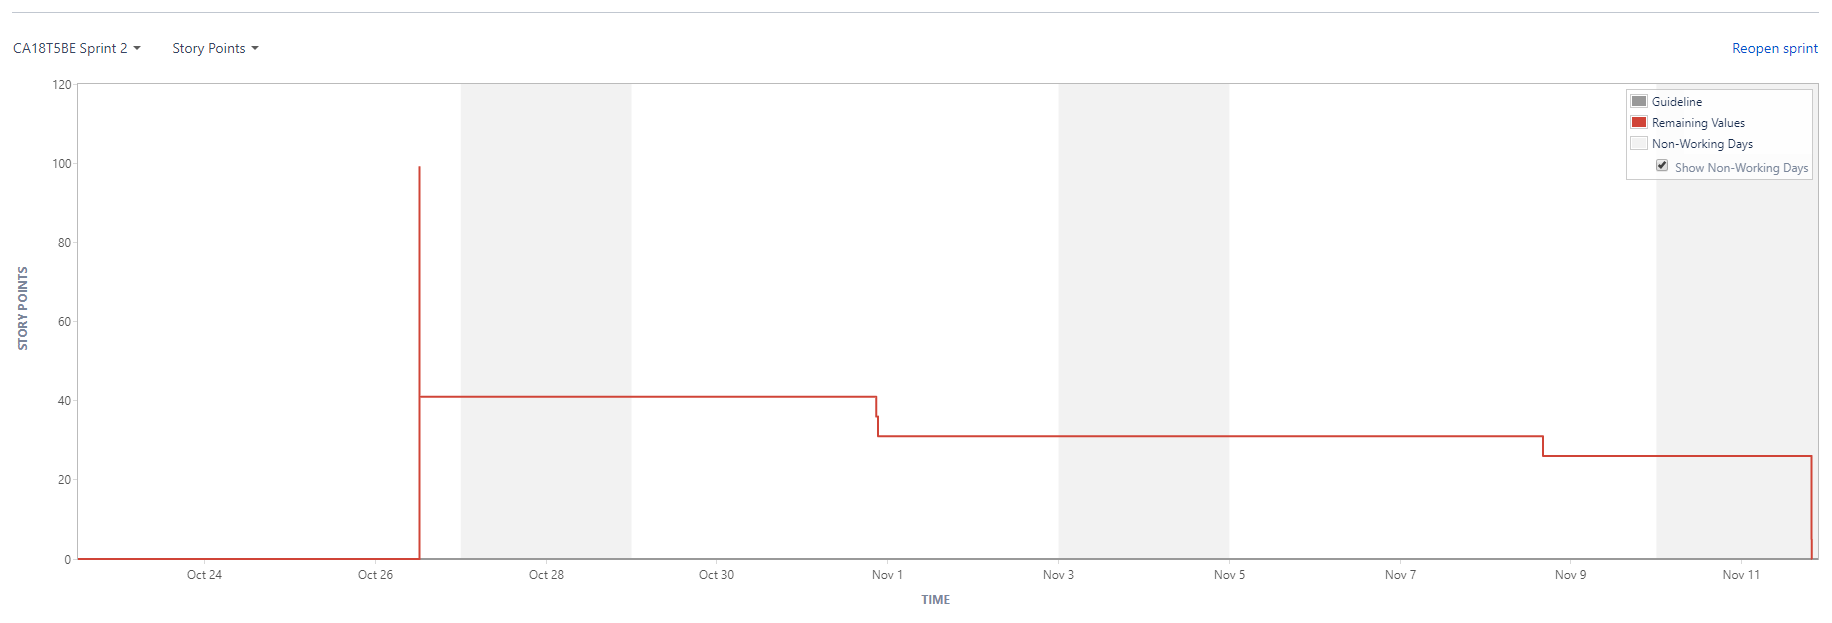 CA18T5BE Sprint 2 Story Points Reopen sprint
120
100
80
60
40
20
0
STORY POINTS
Guideline
Remaining Values
Non-Working Days
Show Non-Working Days
Oct 24 Oct 26 Oct 28 Oct 30 Nov 1 Nov 3 Nov 5 Nov 7 Nov 9 Nov 11
TIME